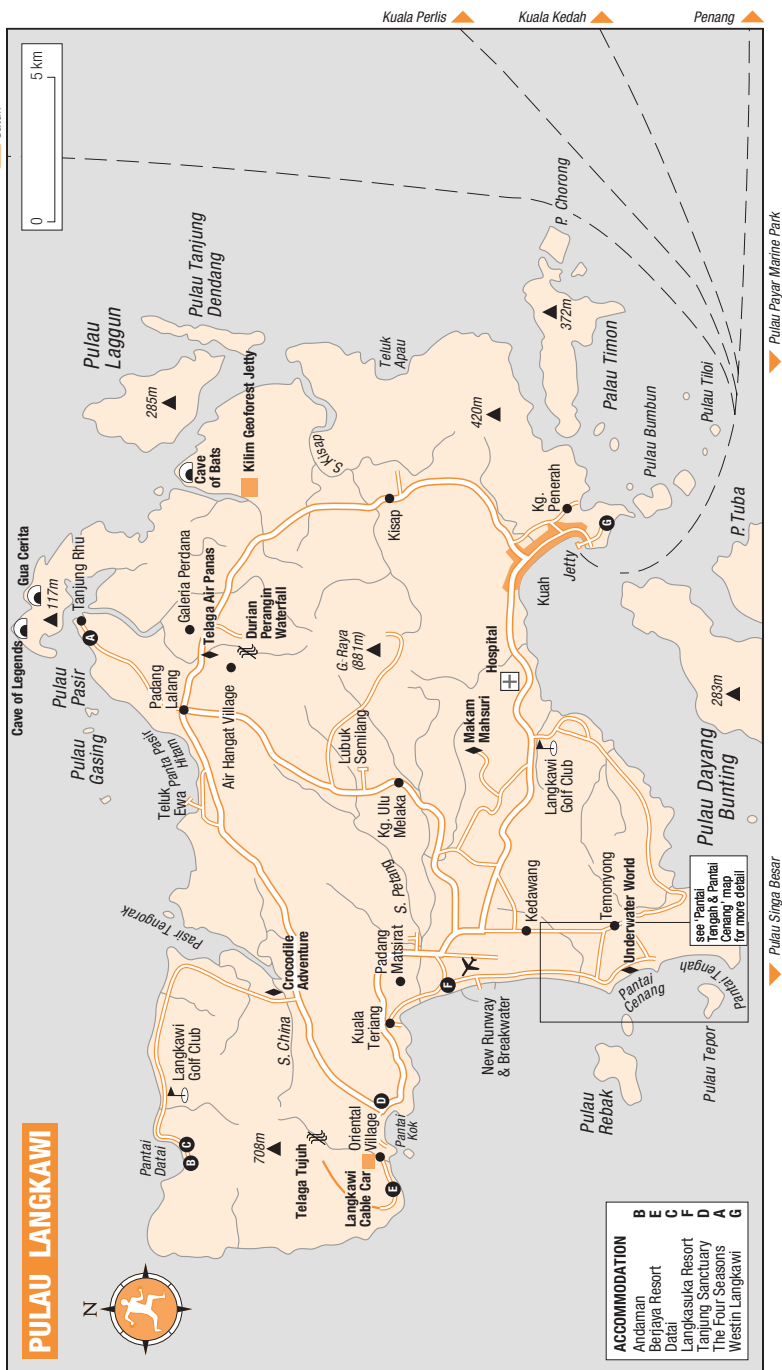 PULAU LANGKAWI
N
0
5 km
Kuala Perlis
Kuala Kedah
Penang
Pulau Payar Marine Park
Pulau Singa Besar
Cave of Legends
Gua Cerita
117m
Tanjung Rhu
A
Pulau
Pasir
Pulau
Gasing
Pulau
Laggun
285m
Pulau Tanjung
Dendang
Cave
of Bats
Kilim Geoforest Jetty
Galeria Perdana
Telaga Air Panas
Durian
Perangin
Waterfall
Padang
Lalang
Air Hangat Village
Panta Pasir
Hitam
Teluk
Ewa
Pasir Tengorak
Crocodile
Adventure
Langkawi
Golf Club
Pantai
Datai
B
C
708m
S. China
Telaga Tujuh
Langkawi
Cable Car
Oriental
Village
E
D
Pantai
Kok
Kuala
Teriang
Padang
Matsirat
S. Petang
Kg. Ulu
Melaka
Lubuk
Semilang
G. Raya
(881m)
S. Kisap
Kisap
Teluk
Apau
420m
P. Chorong
372m
Palau Timon
Pulau Bumbun
Pulau Tiloi
Kg.
Penerah
G
Kuah
Jetty
P. Tuba
Hospital
Makam
Mahsuri
Langkawi
Golf Club
283m
Pulau Dayang
Bunting
F
New Runway
& Breakwater
Kedawang
Temonyong
Underwater World
Pantai
Cenang
Pantai Tengah
see 'Pantai
Tengah & Pantai
Cenang' map
for more detail
Pulau
Rebak
Pulau Tepor
ACCOMMODATION
Andaman B
Berjaya Resort E
Datai C
Langkasuka Resort F
Tanjung Sanctuary D
The Four Seasons A
Westin Langkawi G